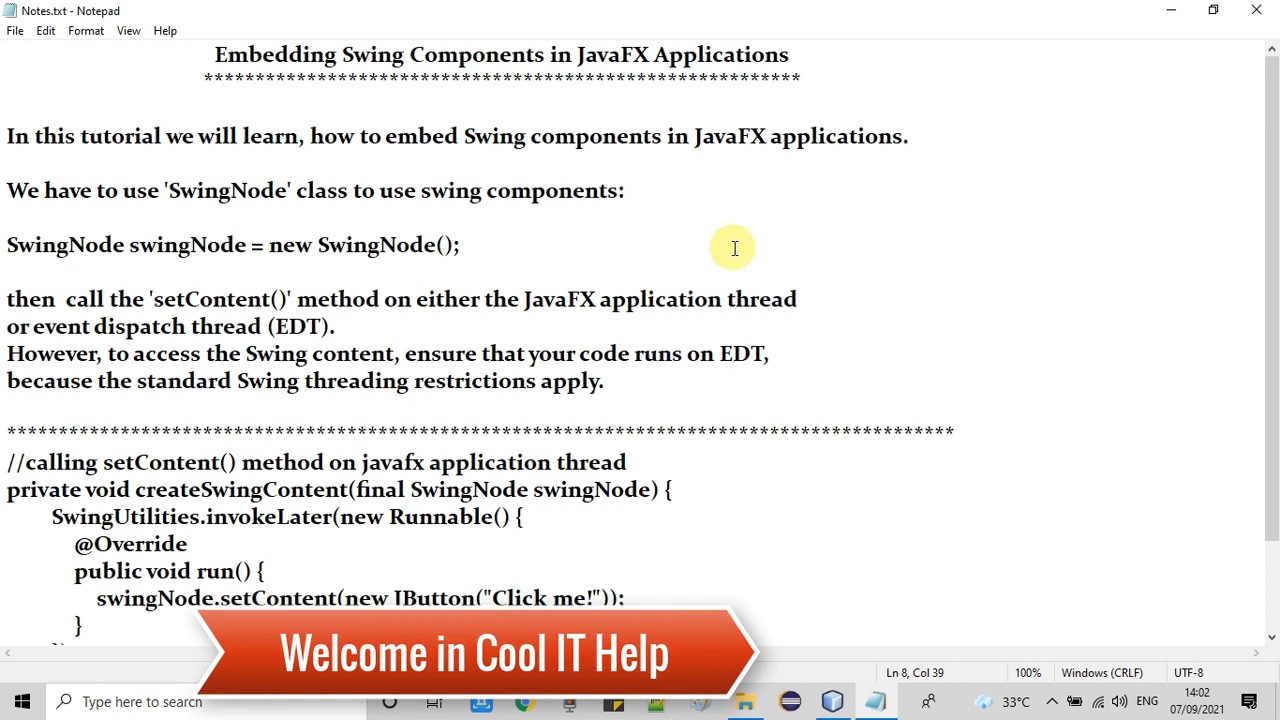 Notes.txt - Notepad
File Edit Format View Help
Embedding Swing Components in JavaFX Applications
**********************************************************
In this tutorial we will learn, how to embed Swing components in JavaFX applications.
We have to use 'SwingNode' class to use swing components:
SwingNode swingNode = new SwingNode();
then  call the 'setContent()' method on either the JavaFX application thread
or event dispatch thread (EDT).
However, to access the Swing content, ensure that your code runs on EDT,
because the standard Swing threading restrictions apply.
********************************************************************************************
//calling setContent() method on javafx application thread
private void createSwingContent(final SwingNode swingNode) {
SwingUtilities.invokeLater(new Runnable() {
@Override
public void run() {
swingNode.setContent(new JButton("Click me!"));
}
Welcome in Cool IT Help
Ln 8, Col 39 100% Windows (CRLF) UTF-8
Type here to search
33°C ENG 14:02
07/09/2021